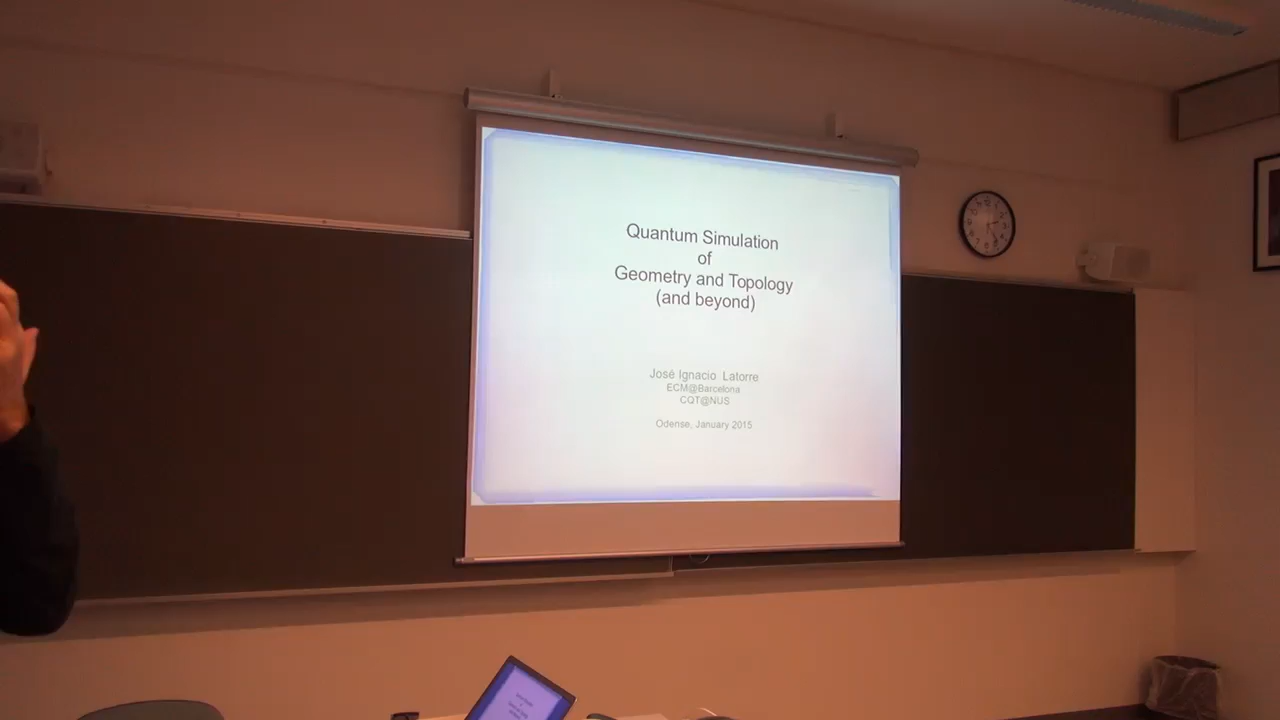 Quantum Simulation
of
Geometry and Topology
(and beyond)
José Ignacio Latorre
ECM@Barcelona
CQT@NUS
Odense, January 2015